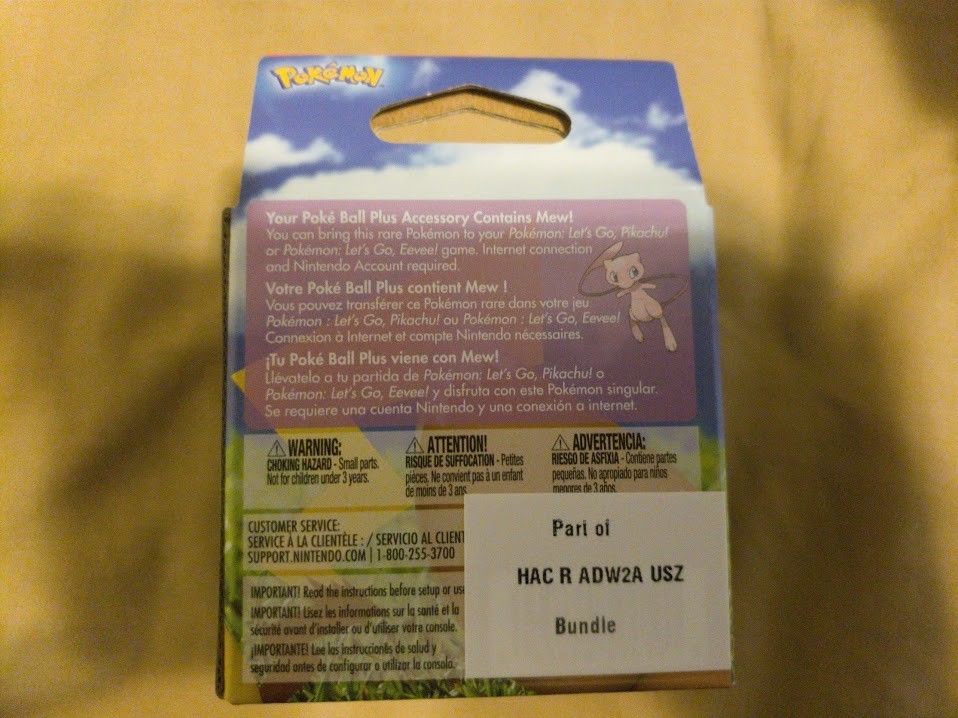 POKéMON
Your Poké Ball Plus Accessory Contains Mew!
You can bring this rare Pokémon to your Pokémon: Let's Go, Pikachu!
or Pokémon: Let's Go, Eevee! game. Internet connection
and Nintendo Account required.
Votre Poké Ball Plus contient Mew !
Vous pouvez transférer ce Pokémon rare dans votre jeu
Pokémon : Let's Go, Pikachu! ou Pokémon : Let's Go, Eevee!
Connexion à Internet et compte Nintendo nécessaires.
¡Tu Poké Ball Plus viene con Mew!
Llévatelo a tu partida de Pokémon: Let's Go, Pikachu! o
Pokémon: Let's Go, Eevee! y disfruta con este Pokémon singular.
Se requiere una cuenta Nintendo y una conexión a internet.
WARNING:
CHOKING HAZARD - Small parts.
Not for children under 3 years.
ATTENTION!
RISQUE DE SUFFOCATION - Petites
pièces. Ne convient pas à un enfant
de moins de 3 ans
ADVERTENCIA:
RIESGO DE ASFIXIA - Contiene partes
pequeñas. No apropiado para niños
menores de 3 años.
CUSTOMER SERVICE:
SERVICE À LA CLIENTÈLE : / SERVICIO AL CLIENT
SUPPORT.NINTENDO.COM | 1-800-255-3700
IMPORTANT! Read the instructions before setup or use
IMPORTANT! Lisez les informations sur la santé et la
sécurité avant d'installer ou d'utiliser votre console.
¡IMPORTANTE! Lee las instrucciones de salud y
seguridad antes de configurar o utilizar la consola.
Part of
HAC R ADW2A USZ
Bundle